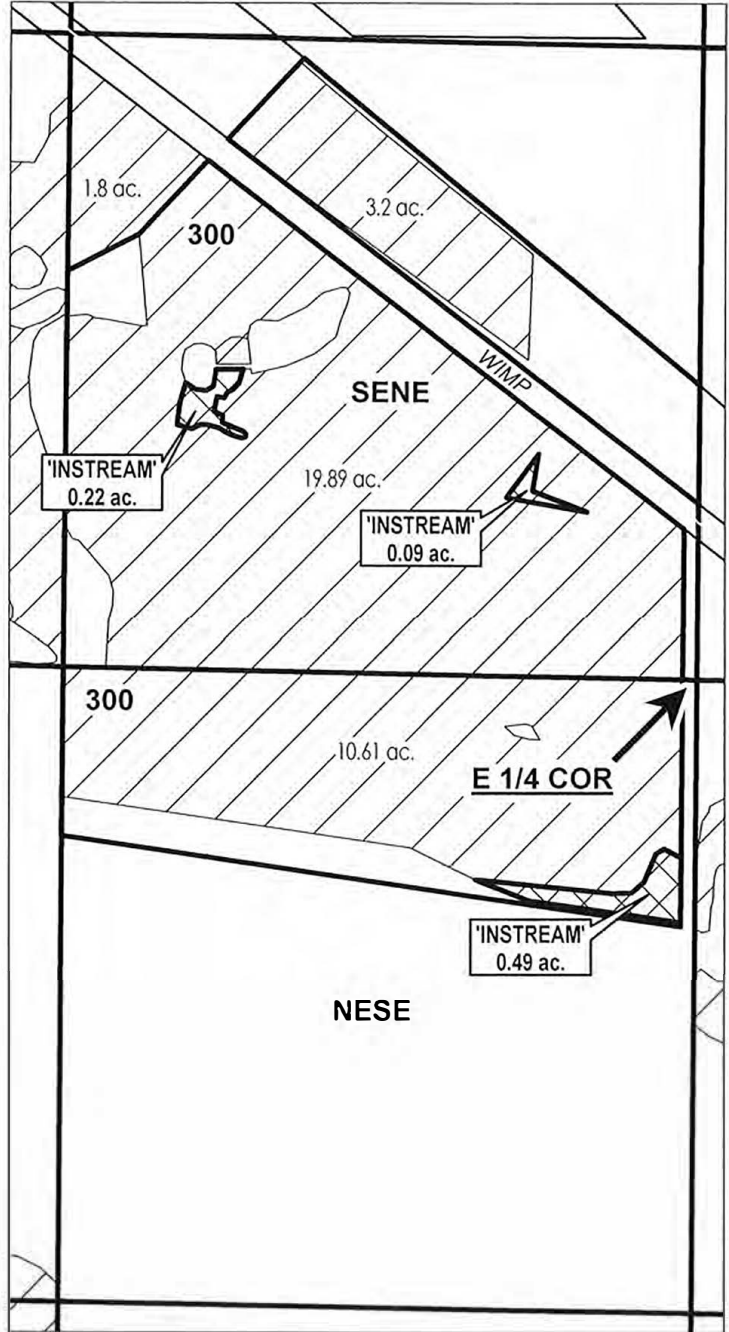 1.8 ac.
3.2 ac.
300
WIMP
SENE
'INSTREAM'
0.22 ac.
19.89 ac.
'INSTREAM'
0.09 ac.
300
10.61 ac.
E 1/4 COR
'INSTREAM'
0.49 ac.
NESE